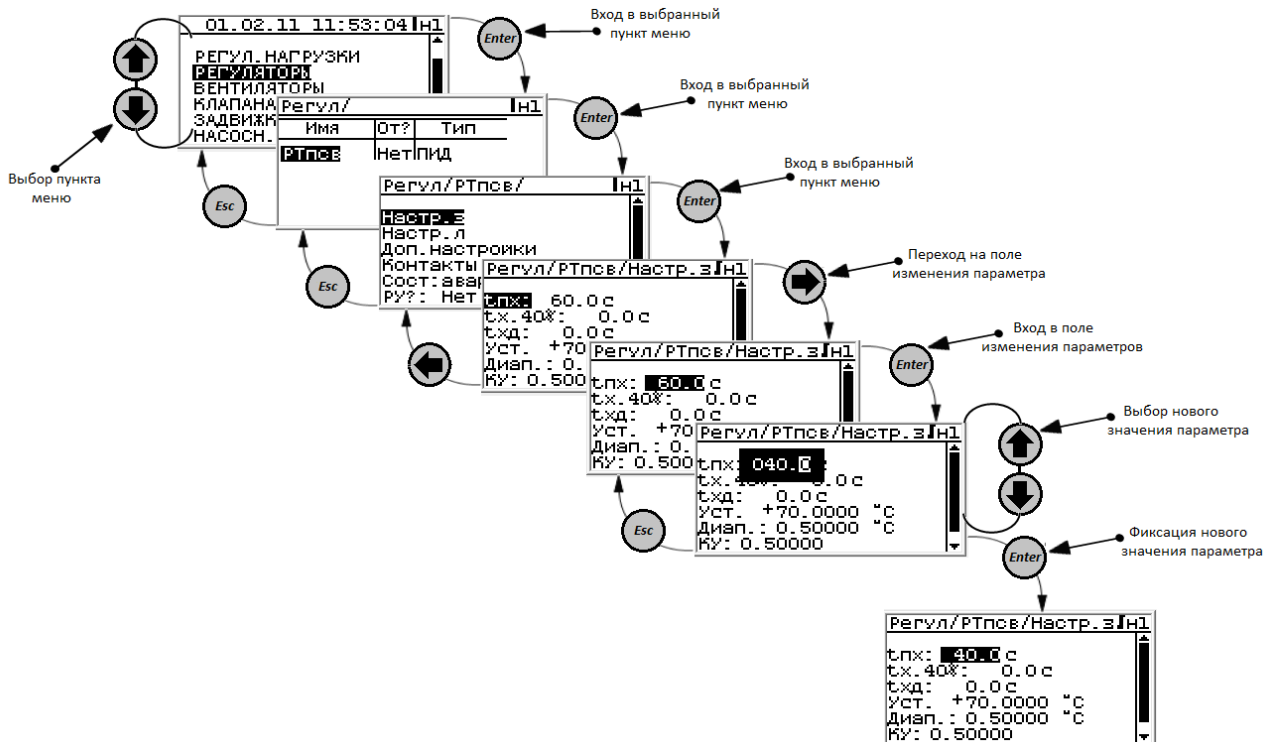 01.02.11 11:53:04 Н1
РЕГУЛ.НАГРУЗКИ
РЕГУЛЯТОРЫ
ВЕНТИЛЯТОРЫ
КЛАПАНА
ЗАДВИЖК
НАСОСН.
Enter
Вход в выбранный
пункт меню
Выбор пункта
меню
Регул/ Н1
Имя От? Тип
РТпсв Нет ПИД
Enter
Вход в выбранный
пункт меню
Esc
Регул/РТпсв/ Н1
Настр.з
Настр.л
Доп.настройки
Контакты
Сост:авар
РУ?: Нет
Enter
Вход в выбранный
пункт меню
Esc
Регул/РТпсв/Настр.з Н1
tпх: 60.0с
tх.40%: 0.0с
tхд: 0.0с
Уст. +70
Диап.: 0.
КУ: 0.500
Переход на поле
изменения параметра
Регул/РТпсв/Настр.з Н1
tпх: 60.0 с
tх.40%: 0.0с
tхд: 0.0с
Уст. +70
Диап.: 0.
КУ: 0.500
Enter
Вход в поле
изменения параметров
Регул/РТпсв/Настр.з Н1
tпх: 040.0
tх.40%: 0.0с
tхд: 0.0с
Уст. +70.0000 °C
Диап.: 0.50000 °C
КУ: 0.50000
Выбор нового
значения параметра
Esc
Enter
Фиксация нового
значения параметра
Регул/РТпсв/Настр.з Н1
tпх: 40.0 с
tх.40%: 0.0с
tхд: 0.0с
Уст. +70.0000 °C
Диап.: 0.50000 °C
КУ: 0.50000